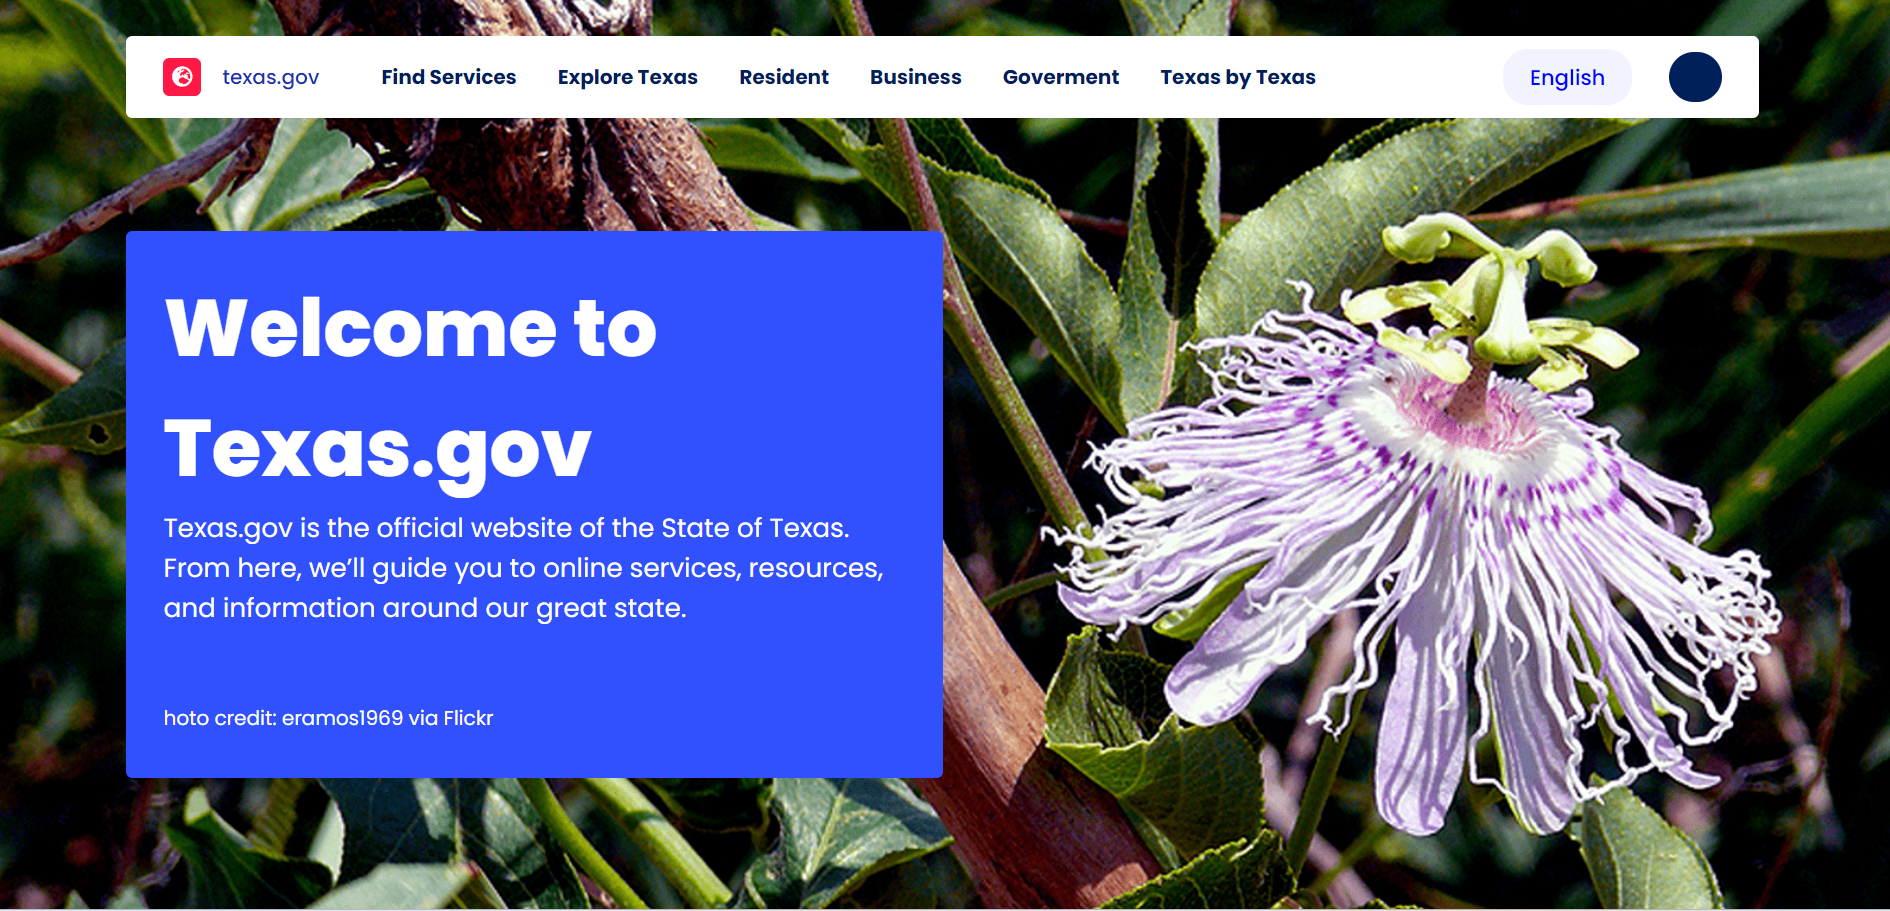 texas.gov
Find Services
Explore Texas
Resident
Business
Goverment
Texas by Texas
English
Welcome to
Texas.gov
Texas.gov is the official website of the State of Texas.
From here, we’ll guide you to online services, resources,
and information around our great state.
hoto credit: eramos1969 via Flickr